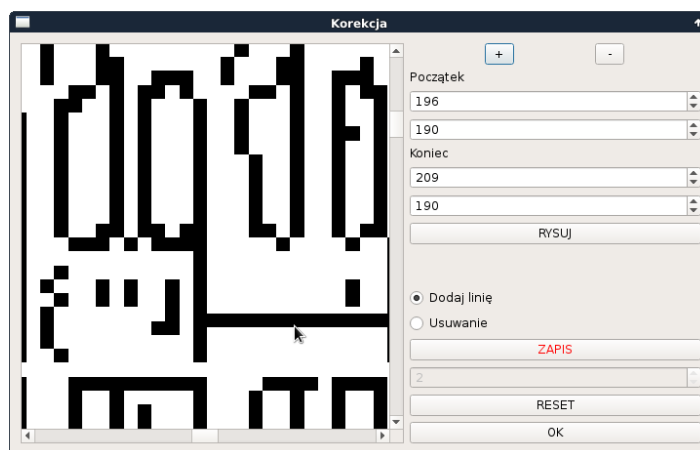 Korekcja
+
-
Początek
196
190
Koniec
209
190
RYSUJ
Dodaj linię
Usuwanie
ZAPIS
2
RESET
OK